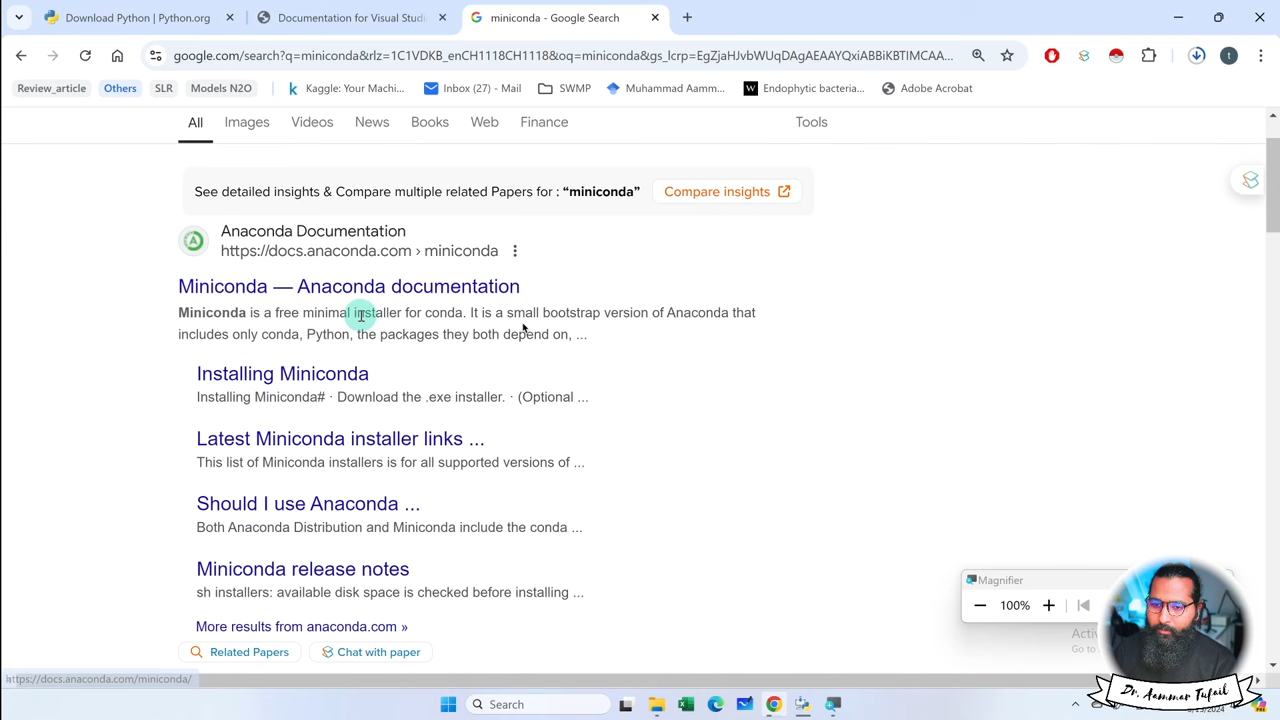 Download Python | Python.org
Documentation for Visual Studi
miniconda - Google Search
google.com/search?q=miniconda&rlz=1C1VDKB_enCH1118CH1118&oq=miniconda&gs_lcrp=EgZjaHJvbWUqDAgAEAAYQxiABBiKBTIMCAA...
Review_article
Others
SLR
Models N2O
Kaggle: Your Machi...
Inbox (27) - Mail
SWMP
Muhammad Aamm...
Endophytic bacteria...
Adobe Acrobat
All
Images
Videos
News
Books
Web
Finance
Tools
See detailed insights & Compare multiple related Papers for : “miniconda”
Compare insights
Anaconda Documentation
https://docs.anaconda.com › miniconda
Miniconda — Anaconda documentation
Miniconda is a free minimal installer for conda. It is a small bootstrap version of Anaconda that
includes only conda, Python, the packages they both depend on, ...
Installing Miniconda
Installing Miniconda# · Download the .exe installer. · (Optional ...
Latest Miniconda installer links ...
This list of Miniconda installers is for all supported versions of ...
Should I use Anaconda ...
Both Anaconda Distribution and Miniconda include the conda ...
Miniconda release notes
sh installers: available disk space is checked before installing ...
More results from anaconda.com »
Related Papers
Chat with paper
Magnifier
100%
Activ
Go to
https://docs.anaconda.com/miniconda/
Search
Dr. Aammar Tufail